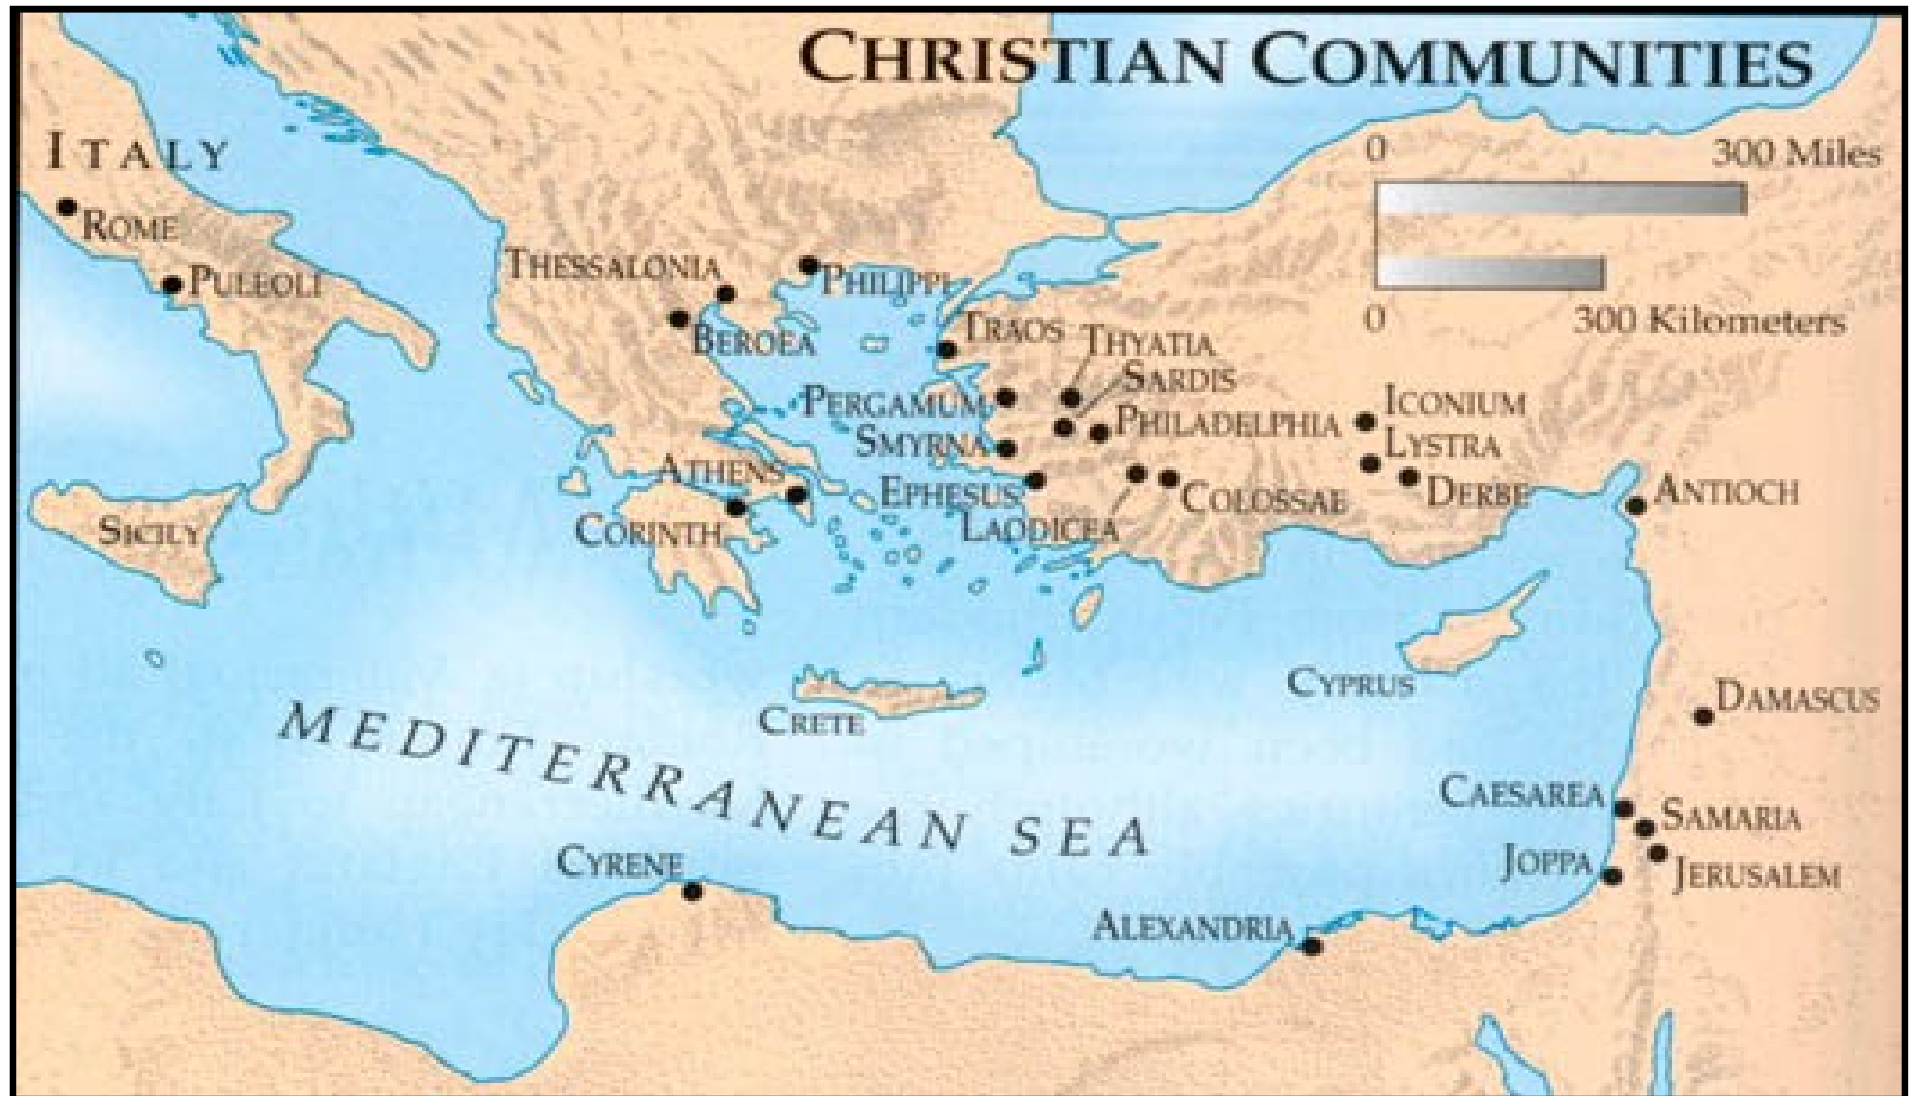 CHRISTIAN COMMUNITIES
ITALY
0
300 Miles
ROME
THESSALONIA
PHILIPPI
PULEOLI
0
300 Kilometers
TRAOS
THYATIA
BEROEA
SARDIS
PERGAMUM
PHILADELPHIA
ICONIUM
SMYRNA
LYSTRA
ATHENS
EPHESUS
COLOSSAE
DERBE
ANTIOCH
SICILY
CORINTH
LAODICEA
CYPRUS
DAMASCUS
CRETE
MEDITERRANEAN SEA
CAESAREA
SAMARIA
CYRENE
JOPPA
JERUSALEM
ALEXANDRIA